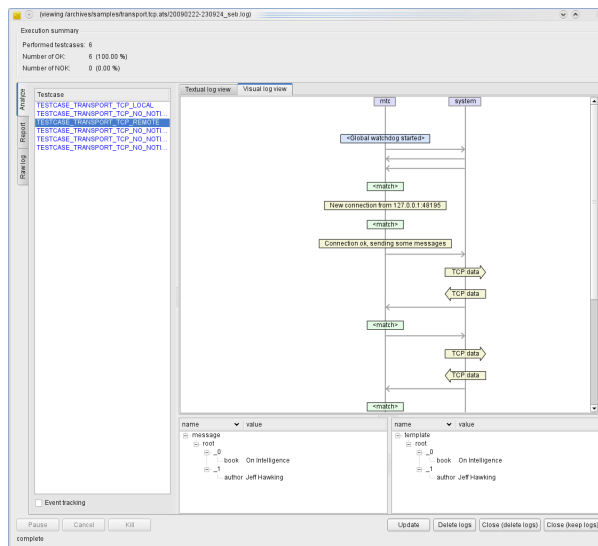 (viewing /archives/samples/transport.tcp.ats/20090222-230924_seb.log)
Execution summary
Performed testcases: 6
Number of OK: 6 (100.00 %)
Number of NOK: 0 (0.00 %)
Analyze
Report
Raw log
Testcase
TESTCASE_TRANSPORT_TCP_LOCAL
TESTCASE_TRANSPORT_TCP_NO_NOTI...
TESTCASE_TRANSPORT_TCP_REMOTE
TESTCASE_TRANSPORT_TCP_NO_NOTI...
TESTCASE_TRANSPORT_TCP_NO_NOTI...
TESTCASE_TRANSPORT_TCP_NO_NOTI...
Event tracking
Textual log view Visual log view
mtc system
<Global watchdog started>
<match>
New connection from 127.0.0.1:48195
<match>
Connection ok, sending some messages
TCP data
TCP data
<match>
TCP data
TCP data
<match>
name value
message
root
_0
book On Intelligence
_1
author Jeff Hawking
name value
template
root
_0
book On Intelligence
_1
author Jeff Hawking
Pause Cancel Kill Update Delete logs Close (delete logs) Close (keep logs)
complete